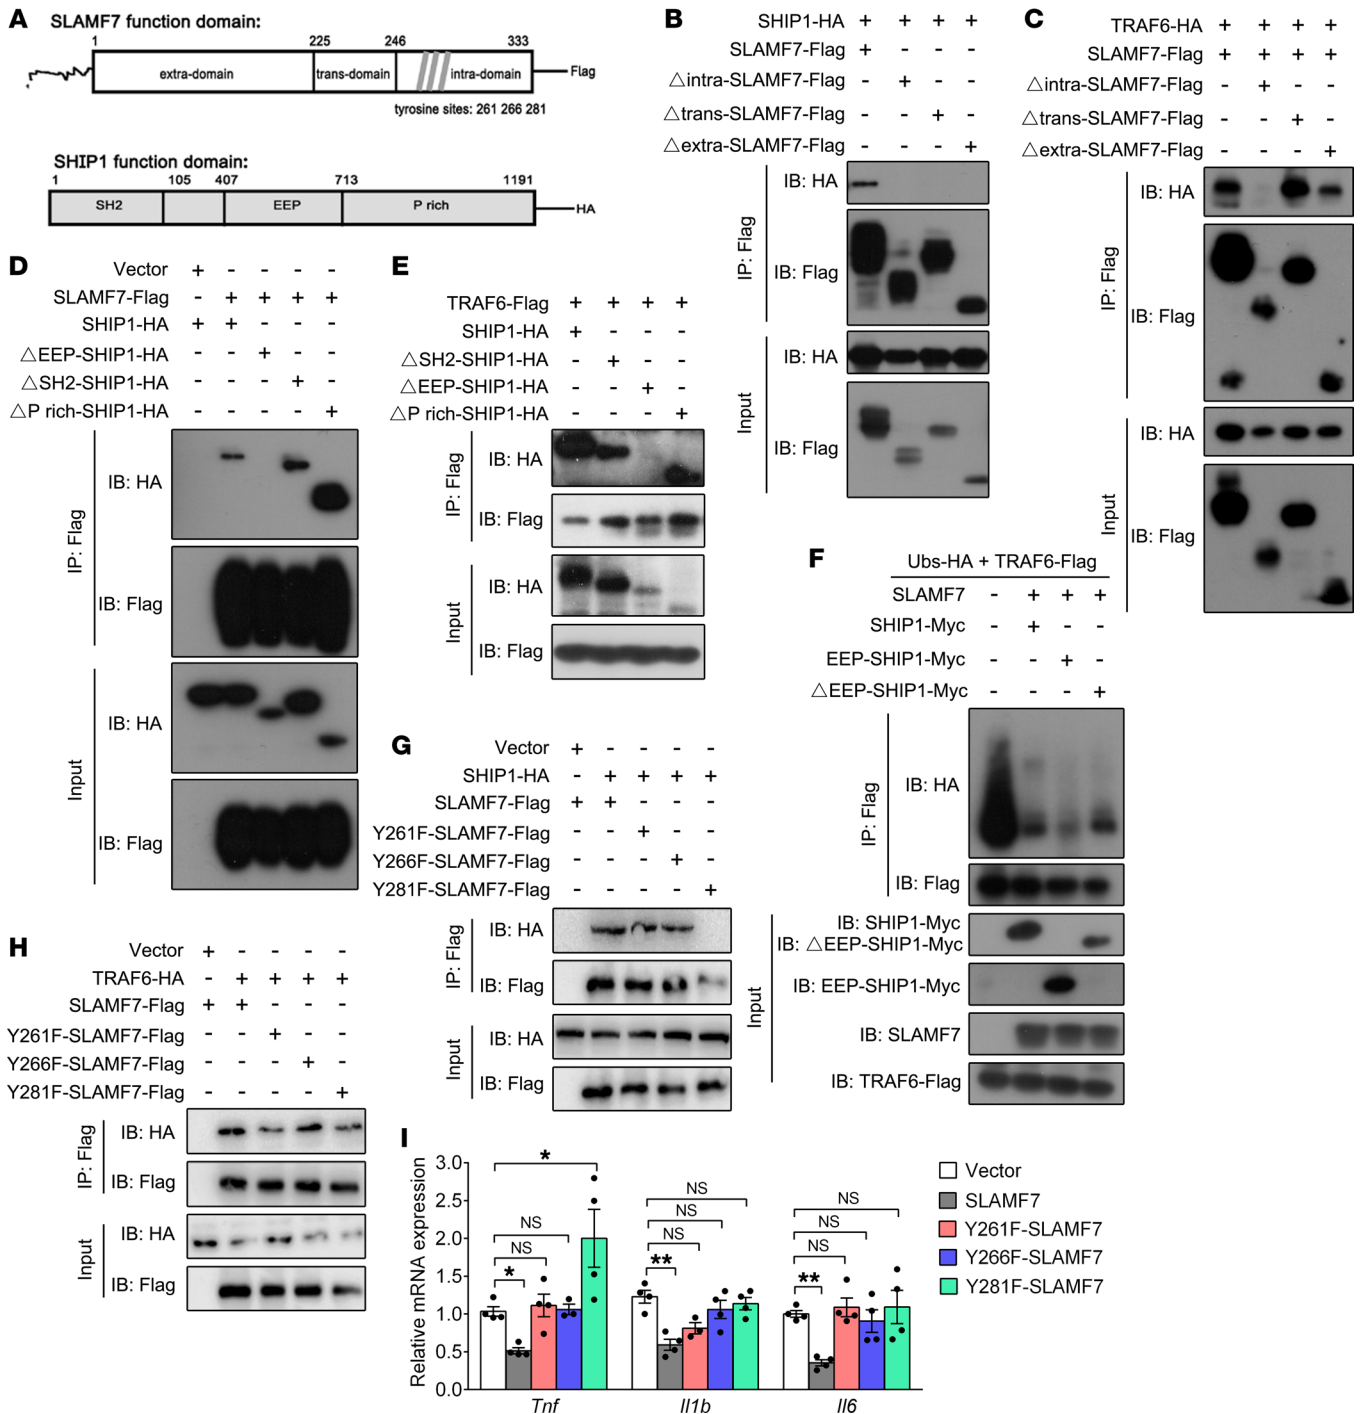 A
SLAMF7 function domain:
1 225 246 333
extra-domain trans-domain intra-domain Flag
tyrosine sites: 261 266 281
SHIP1 function domain:
1 105 407 713 1191
SH2 EEP P rich HA
B
SHIP1-HA + + + +
SLAMF7-Flag + - - -
△intra-SLAMF7-Flag - + - -
△trans-SLAMF7-Flag - - + -
△extra-SLAMF7-Flag - - - +
IP: Flag
IB: HA
IB: Flag
Input
IB: HA
IB: Flag
C
TRAF6-HA + + + +
SLAMF7-Flag + + + +
△intra-SLAMF7-Flag - + - -
△trans-SLAMF7-Flag - - + -
△extra-SLAMF7-Flag - - - +
IP: Flag
IB: HA
IB: Flag
Input
IB: HA
IB: Flag
D
Vector + - - - -
SLAMF7-Flag - + + + +
SHIP1-HA + + - - -
△EEP-SHIP1-HA - - + - -
△SH2-SHIP1-HA - - - + -
△P rich-SHIP1-HA - - - - +
IP: Flag
IB: HA
IB: Flag
Input
IB: HA
IB: Flag
E
TRAF6-Flag + + + +
SHIP1-HA + - - -
△SH2-SHIP1-HA - + - -
△EEP-SHIP1-HA - - + -
△P rich-SHIP1-HA - - - +
IP: Flag
IB: HA
IB: Flag
Input
IB: HA
IB: Flag
F
Ubs-HA + TRAF6-Flag
SLAMF7 - + + +
SHIP1-Myc - + - -
EEP-SHIP1-Myc - - + -
△EEP-SHIP1-Myc - - - +
IP: Flag
IB: HA
IB: Flag
Input
IB: SHIP1-Myc
IB: △EEP-SHIP1-Myc
IB: EEP-SHIP1-Myc
IB: SLAMF7
IB: TRAF6-Flag
G
Vector + - - - -
SHIP1-HA - + + + +
SLAMF7-Flag + + - - -
Y261F-SLAMF7-Flag - - + - -
Y266F-SLAMF7-Flag - - - + -
Y281F-SLAMF7-Flag - - - - +
IP: Flag
IB: HA
IB: Flag
Input
IB: HA
IB: Flag
H
Vector + - - - -
TRAF6-HA - + + + +
SLAMF7-Flag + + - - -
Y261F-SLAMF7-Flag - - + - -
Y266F-SLAMF7-Flag - - - + -
Y281F-SLAMF7-Flag - - - - +
IP: Flag
IB: HA
IB: Flag
Input
IB: HA
IB: Flag
I
Relative mRNA expression
3.0
2.5
2.0
1.5
1.0
0.5
0.0
*
NS
NS
*
NS
NS
NS
**
NS
NS
NS
**
Tnf Il1b Il6
Vector
SLAMF7
Y261F-SLAMF7
Y266F-SLAMF7
Y281F-SLAMF7